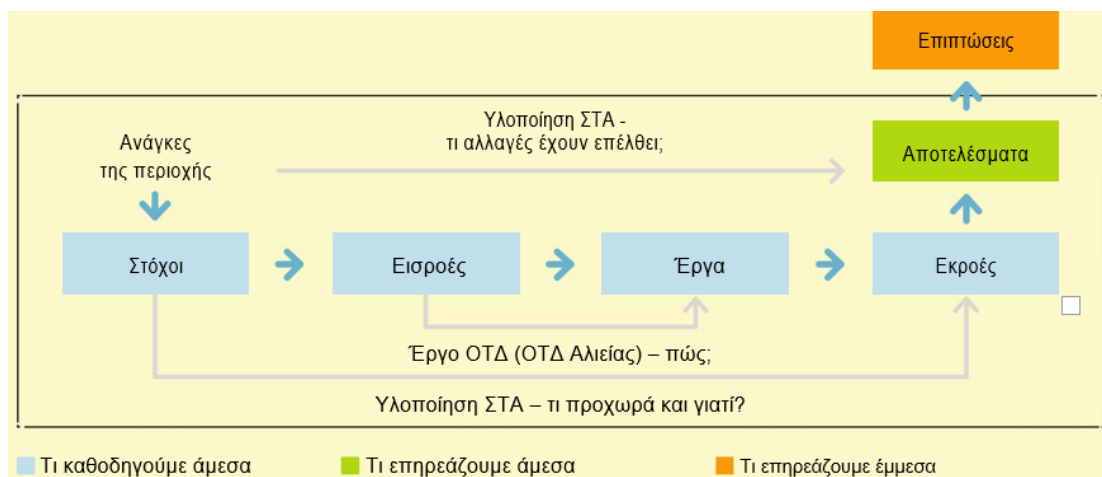 Επιπτώσεις
Υλοποίηση ΣΤΑ -
τι αλλαγές έχουν επέλθει;
Ανάγκες
της περιοχής
Αποτελέσματα
Στόχοι
Εισροές
Έργα
Εκροές
Έργο ΟΤΔ (ΟΤΔ Αλιείας) – πώς;
Υλοποίηση ΣΤΑ – τι προχωρά και γιατί?
Τι καθοδηγούμε άμεσα
Τι επηρεάζουμε άμεσα
Τι επηρεάζουμε έμμεσα